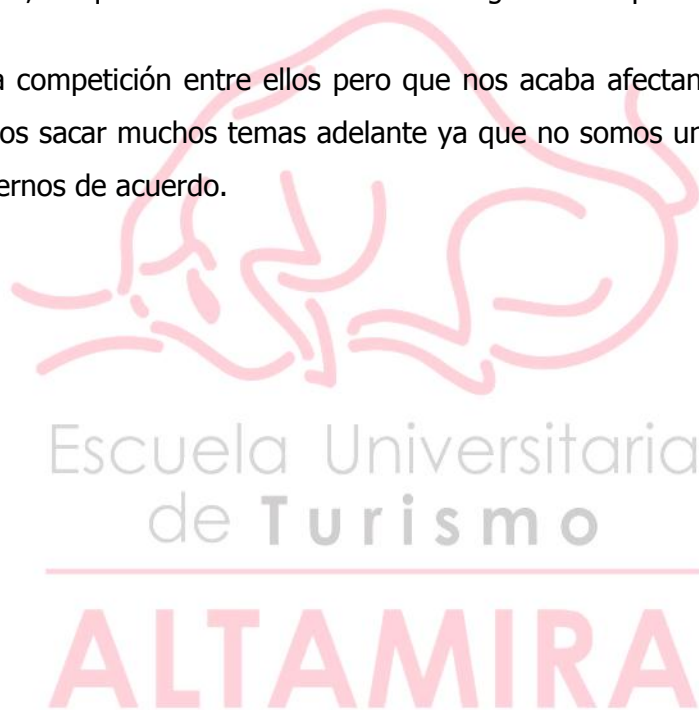 a competición entre ellos pero que nos acaba afectan
os sacar muchos temas adelante ya que no somos un
ernos de acuerdo.
Escuela Universitaria
de Turismo
ALTAMIRA